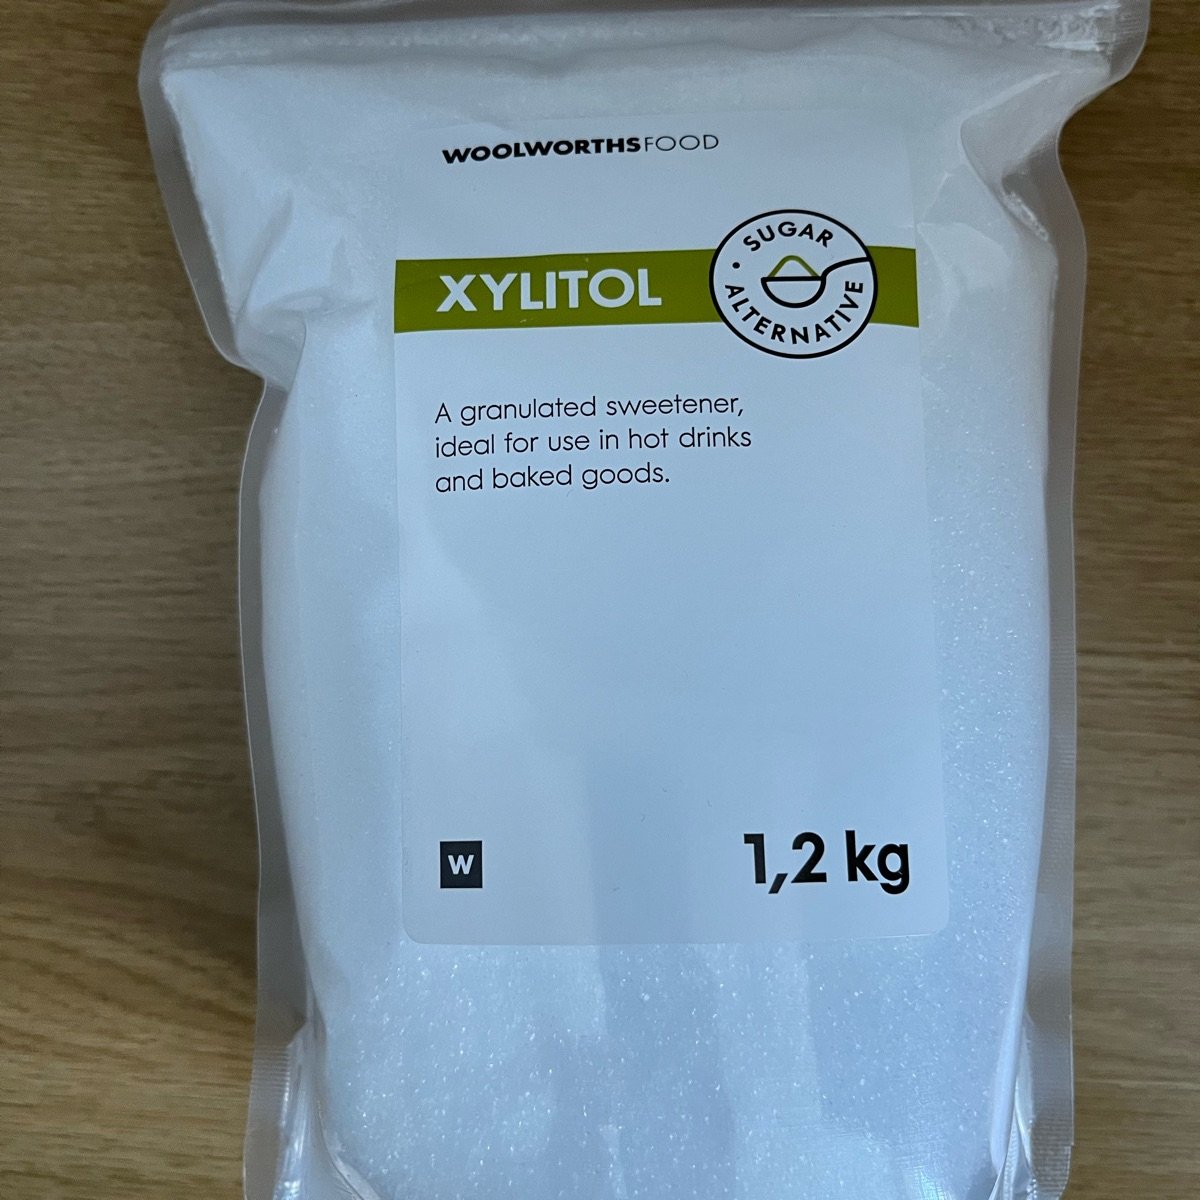 WOOLWORTHSFOOD
XYLITOL
• SUGAR
ALTERNATIVE
A granulated sweetener,
ideal for use in hot drinks
and baked goods.
W
1,2 kg